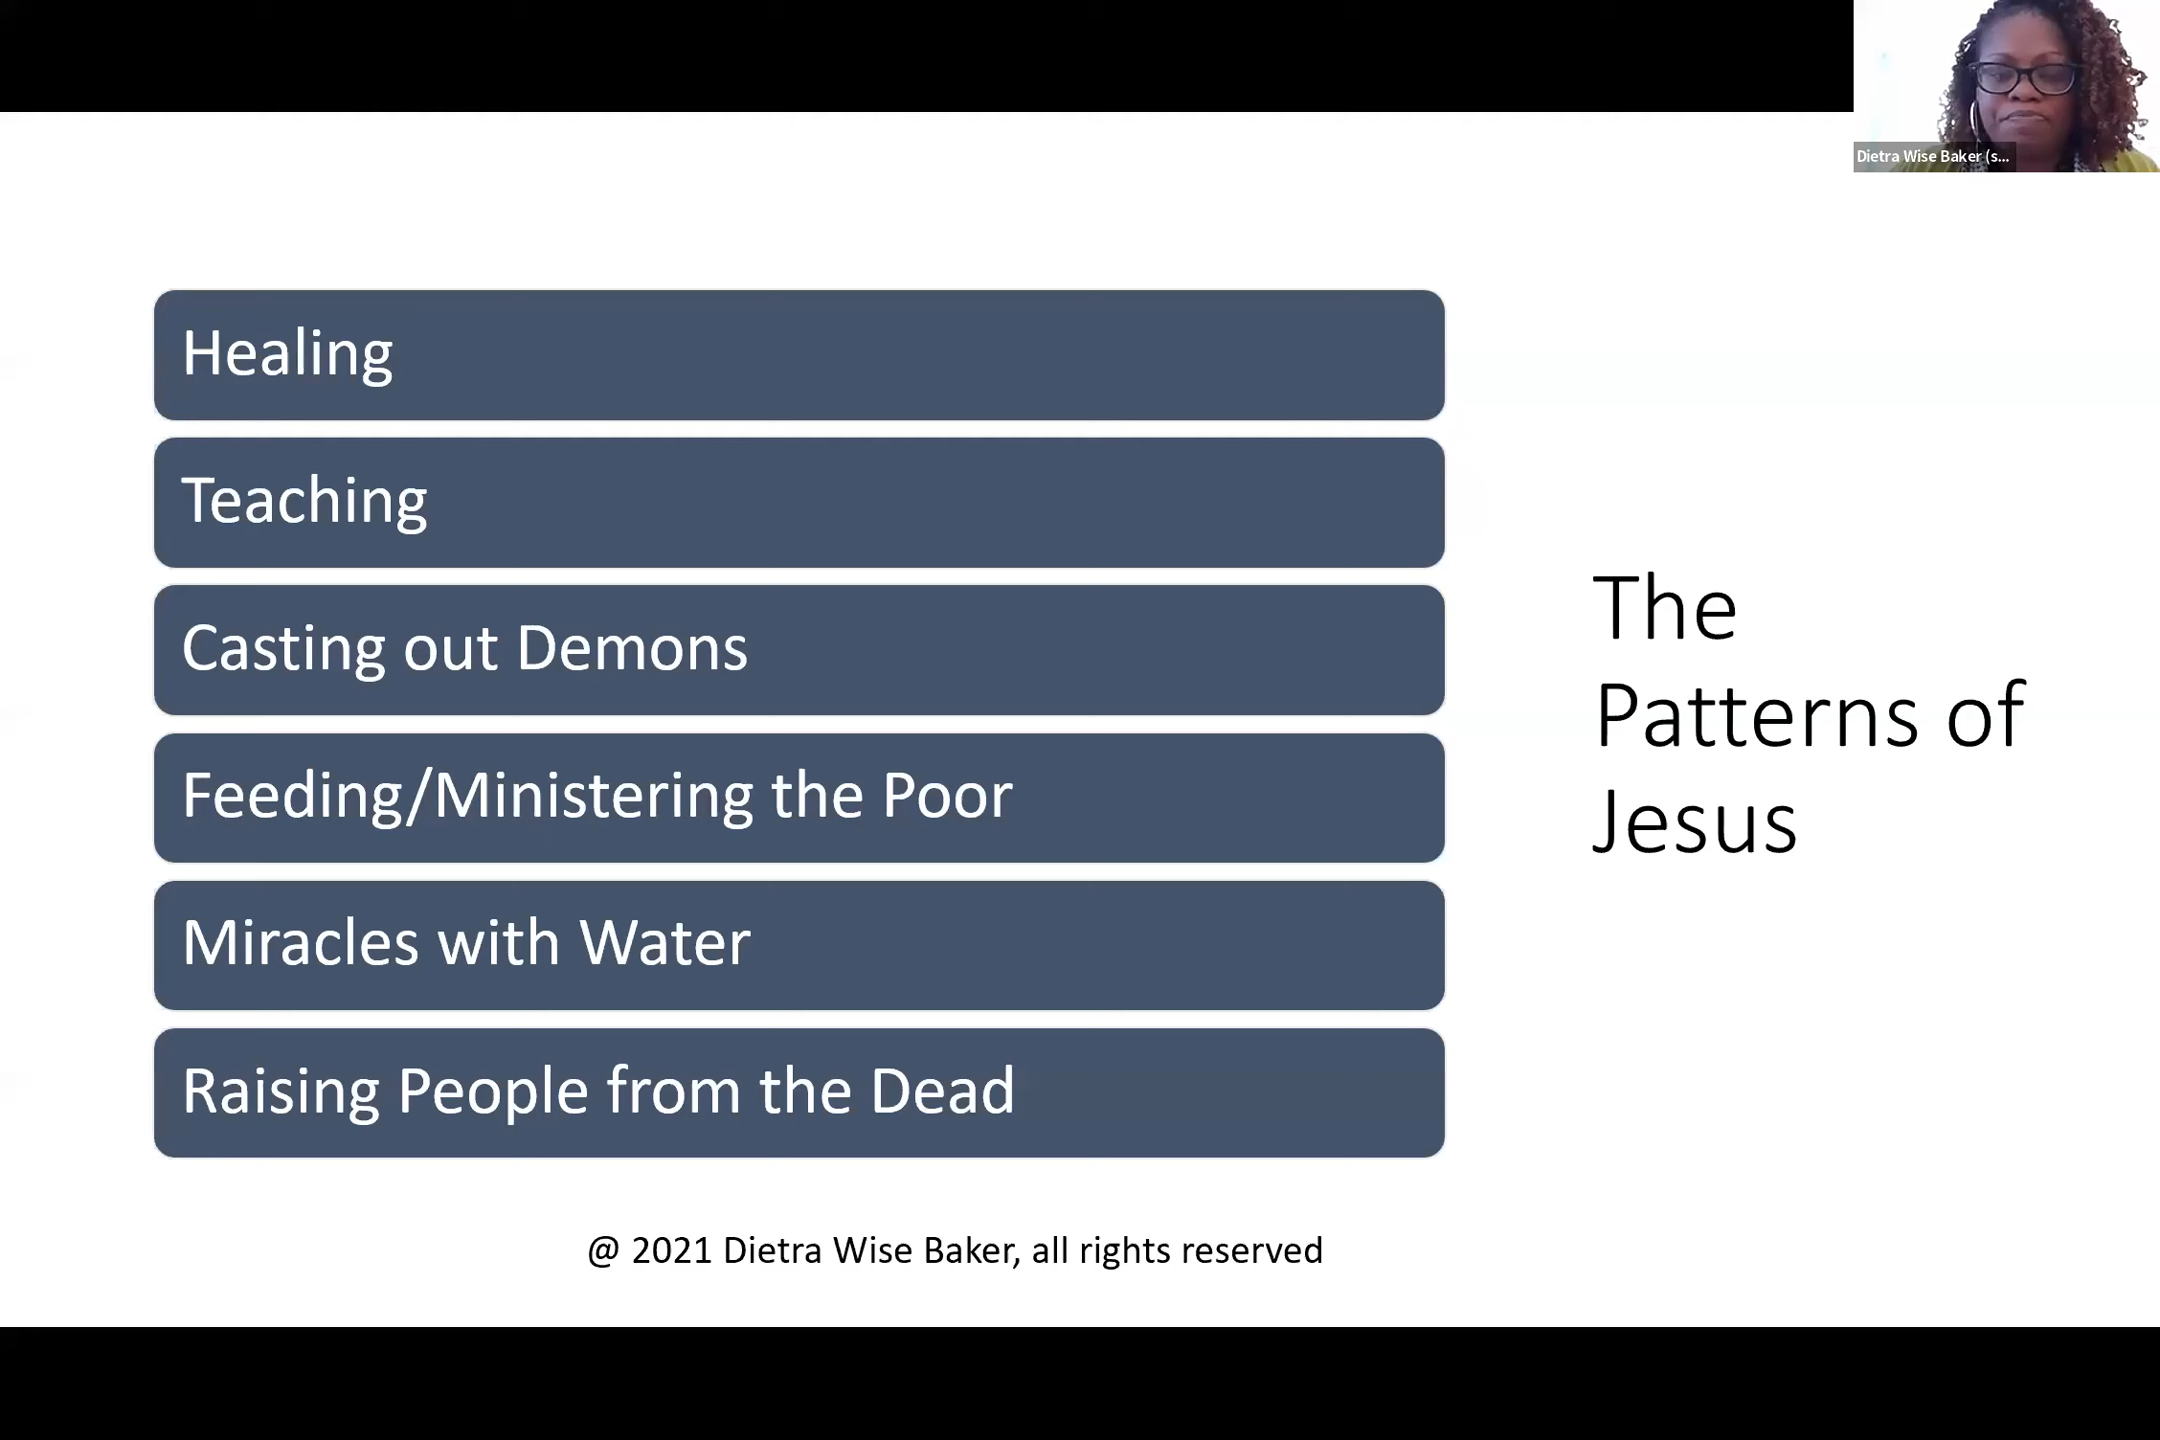 Dietra Wise Baker (s...
Healing
Teaching
Casting out Demons
Feeding/Ministering the Poor
Miracles with Water
Raising People from the Dead
The
Patterns of
Jesus
@ 2021 Dietra Wise Baker, all rights reserved